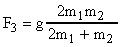 F₃ = g 2m₁m₂ / 2m₁ + m₂